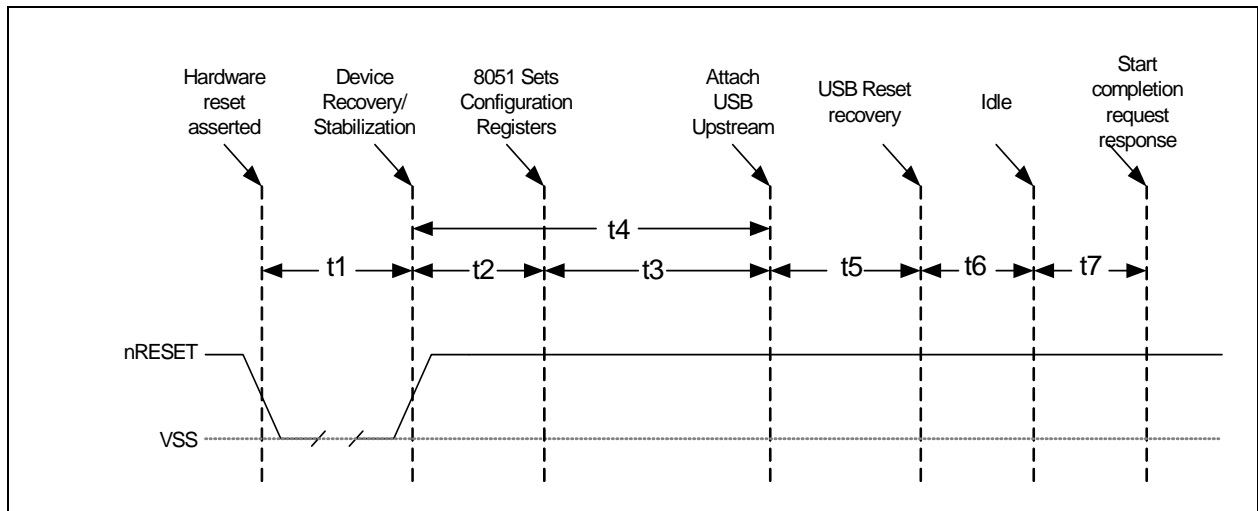 Hardware
reset
asserted
Device
Recovery/
Stabilization
8051 Sets
Configuration
Registers
Attach
USB
Upstream
USB Reset
recovery
Idle
Start
completion
request
response
t4
t1
t2
t3
t5
t6
t7
nRESET
VSS